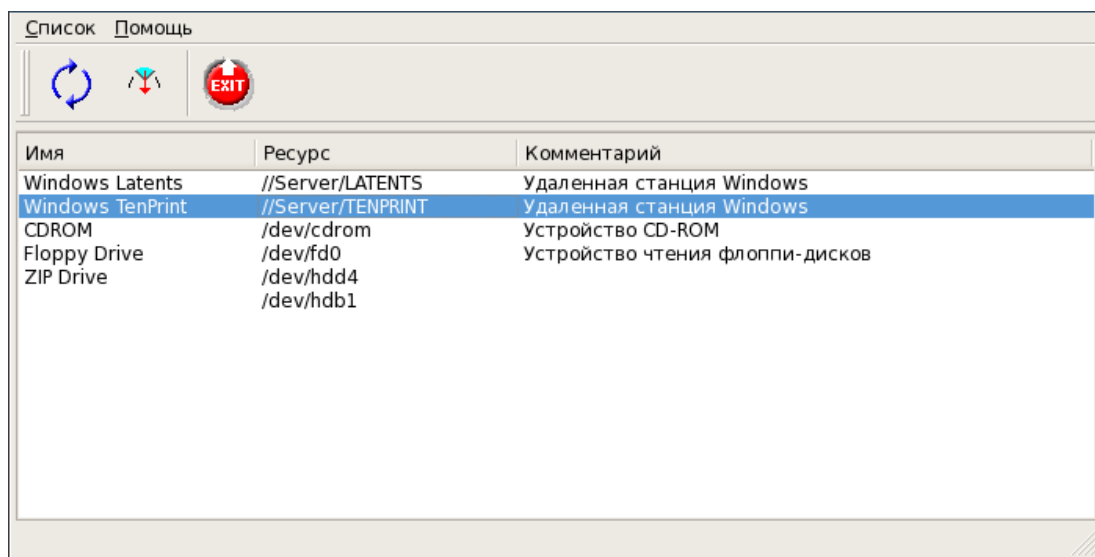 Список Помощь
EXIT
Имя Ресурс Комментарий
Windows Latents //Server/LATENTS Удаленная станция Windows
Windows TenPrint //Server/TENPRINT Удаленная станция Windows
CDROM /dev/cdrom Устройство CD-ROM
Floppy Drive /dev/fd0 Устройство чтения флоппи-дисков
ZIP Drive /dev/hdd4
/dev/hdb1